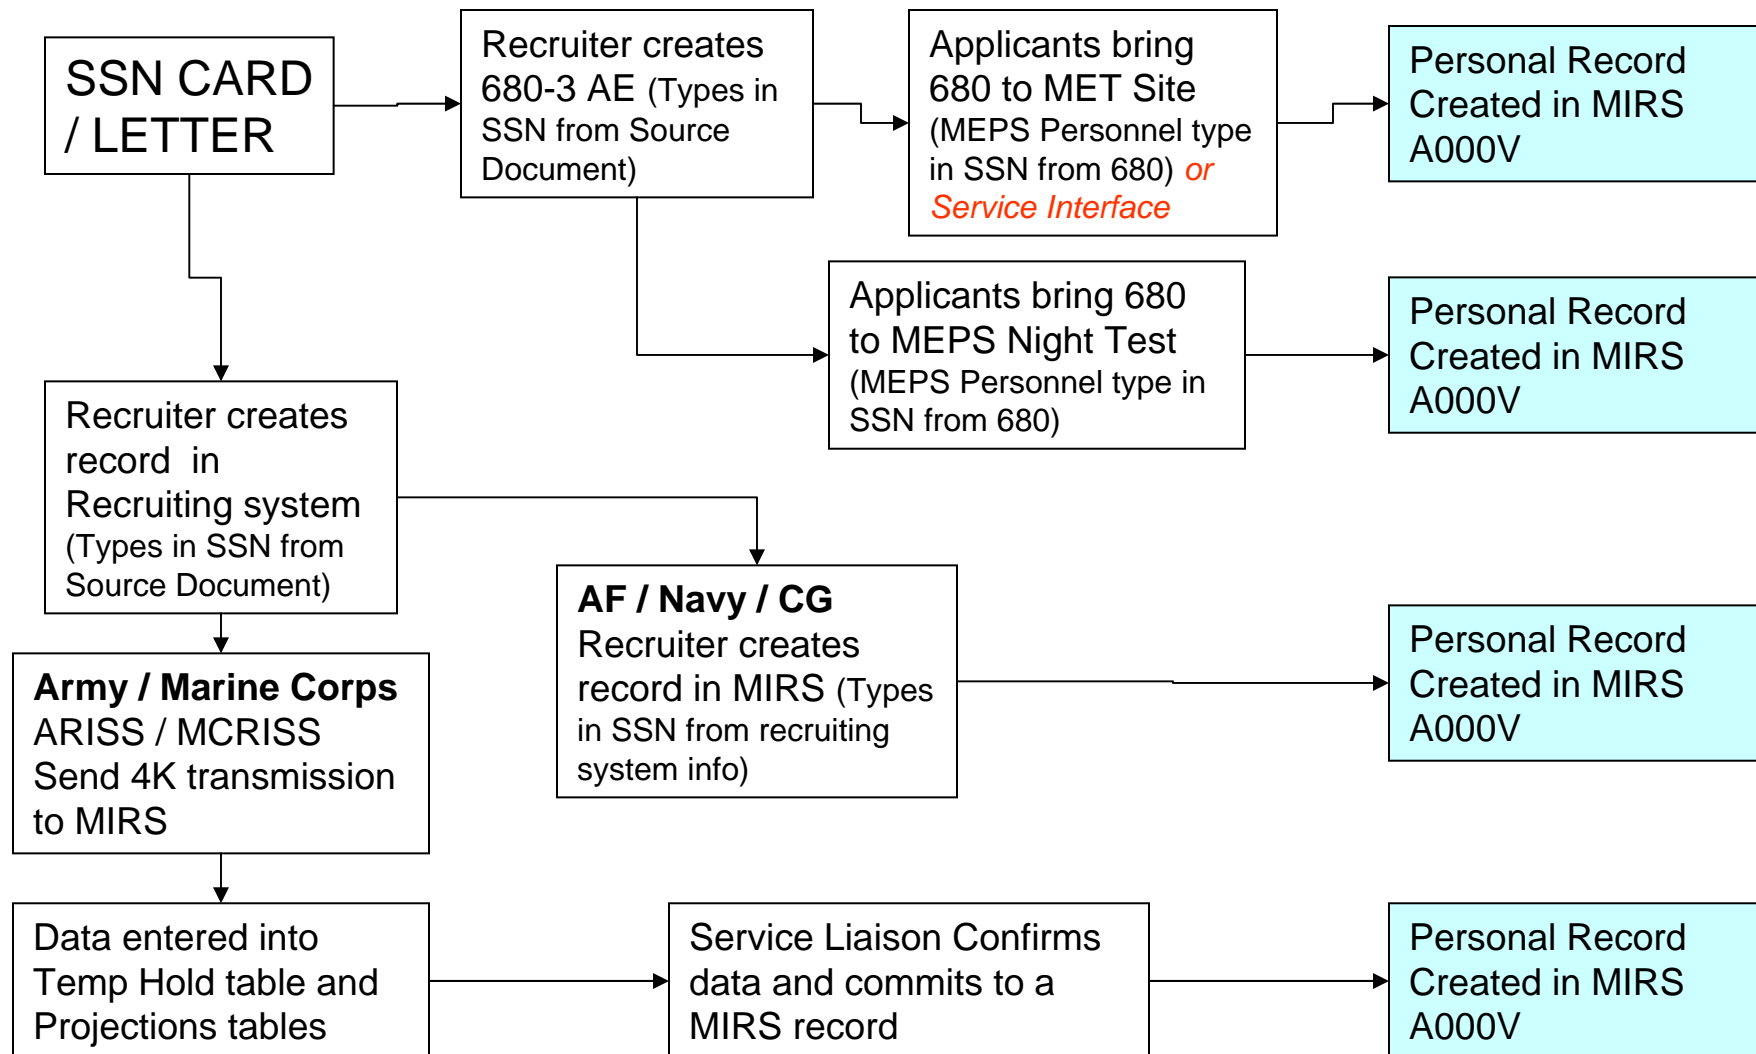 SSN CARD
/ LETTER
Recruiter creates
680-3 AE (Types in
SSN from Source
Document)
Applicants bring
680 to MET Site
(MEPS Personnel type
in SSN from 680) or
Service Interface
Personal Record
Created in MIRS
A000V
Applicants bring 680
to MEPS Night Test
(MEPS Personnel type in
SSN from 680)
Personal Record
Created in MIRS
A000V
Recruiter creates
record in
Recruiting system
(Types in SSN from
Source Document)
AF / Navy / CG
Recruiter creates
record in MIRS (Types
in SSN from recruiting
system info)
Personal Record
Created in MIRS
A000V
Army / Marine Corps
ARISS / MCRISS
Send 4K transmission
to MIRS
Data entered into
Temp Hold table and
Projections tables
Service Liaison Confirms
data and commits to a
MIRS record
Personal Record
Created in MIRS
A000V